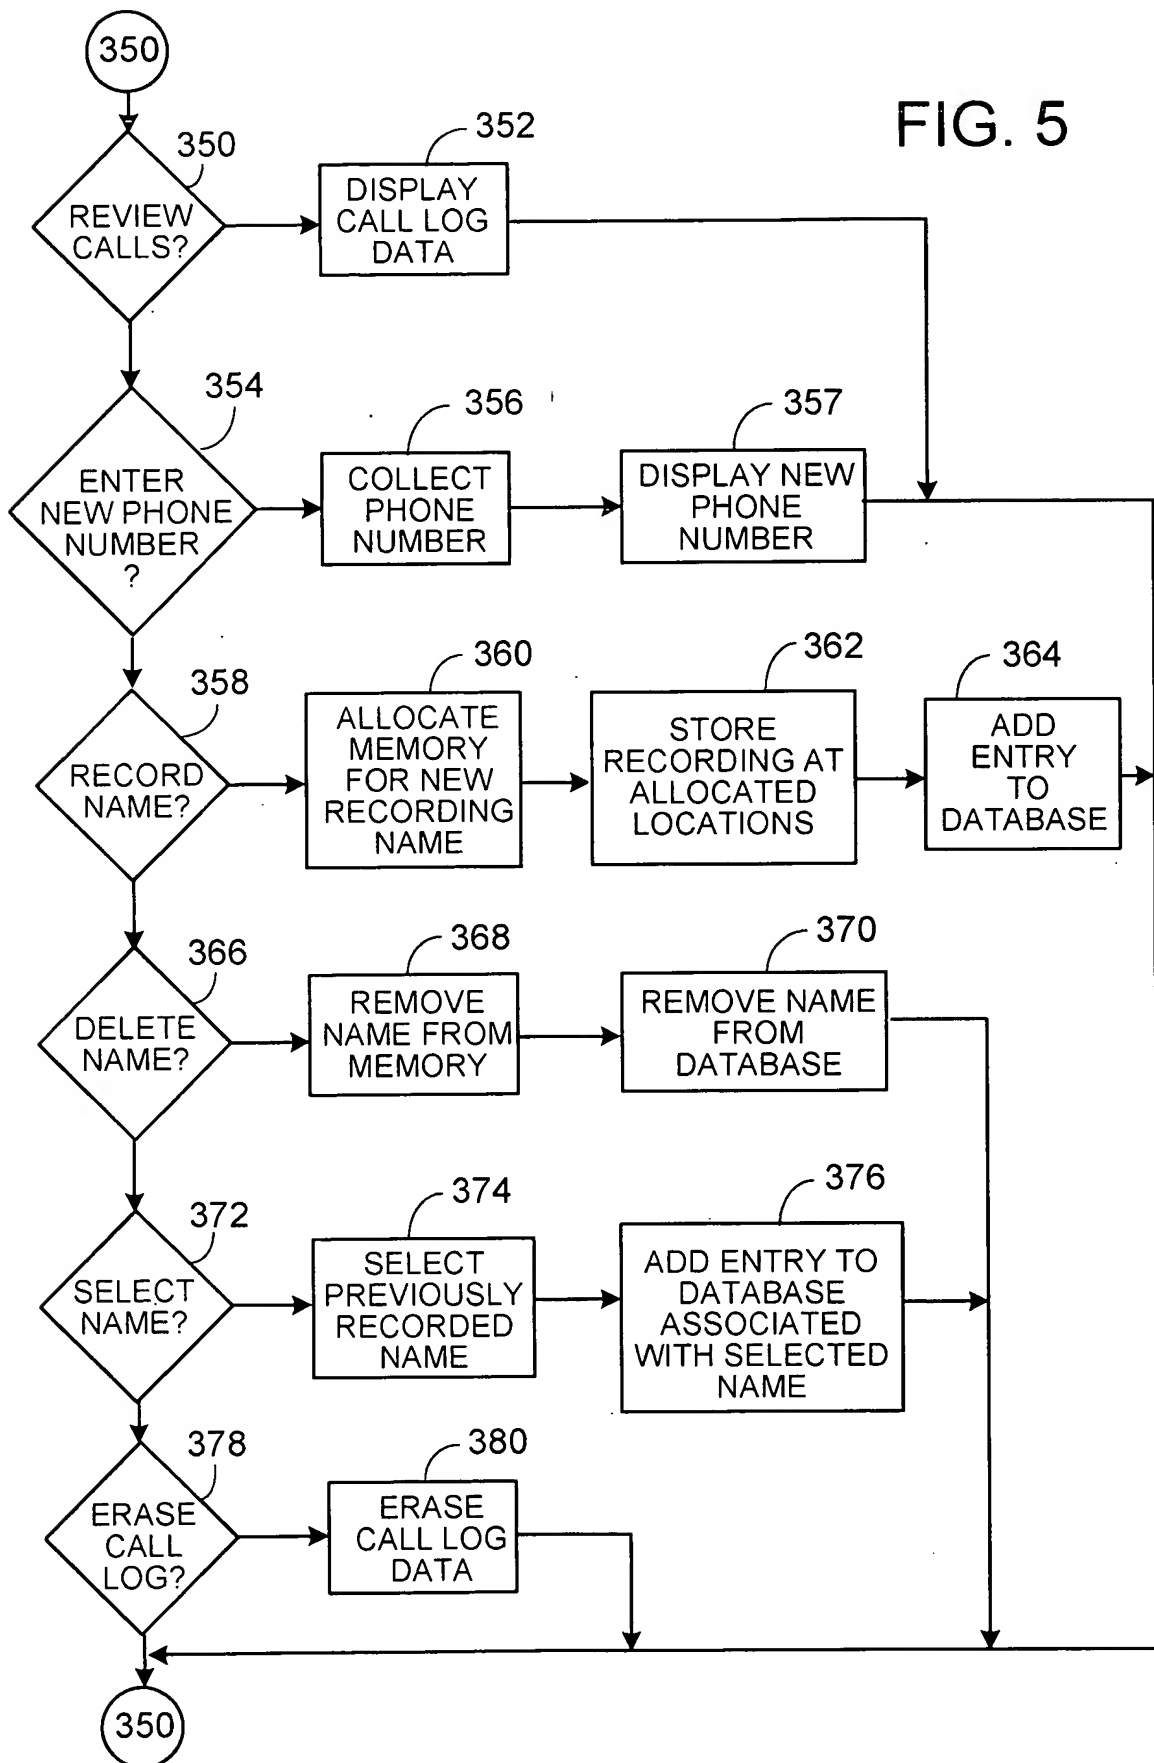 350
FIG. 5
350
REVIEW
CALLS?
352
DISPLAY
CALL LOG
DATA
354
ENTER
NEW PHONE
NUMBER
?
356
COLLECT
PHONE
NUMBER
357
DISPLAY NEW
PHONE
NUMBER
358
RECORD
NAME?
360
ALLOCATE
MEMORY
FOR NEW
RECORDING
NAME
362
STORE
RECORDING AT
ALLOCATED
LOCATIONS
364
ADD
ENTRY
TO
DATABASE
366
DELETE
NAME?
368
REMOVE
NAME FROM
MEMORY
370
REMOVE NAME
FROM
DATABASE
372
SELECT
NAME?
374
SELECT
PREVIOUSLY
RECORDED
NAME
376
ADD ENTRY TO
DATABASE
ASSOCIATED
WITH SELECTED
NAME
378
ERASE
CALL
LOG?
380
ERASE
CALL LOG
DATA
350